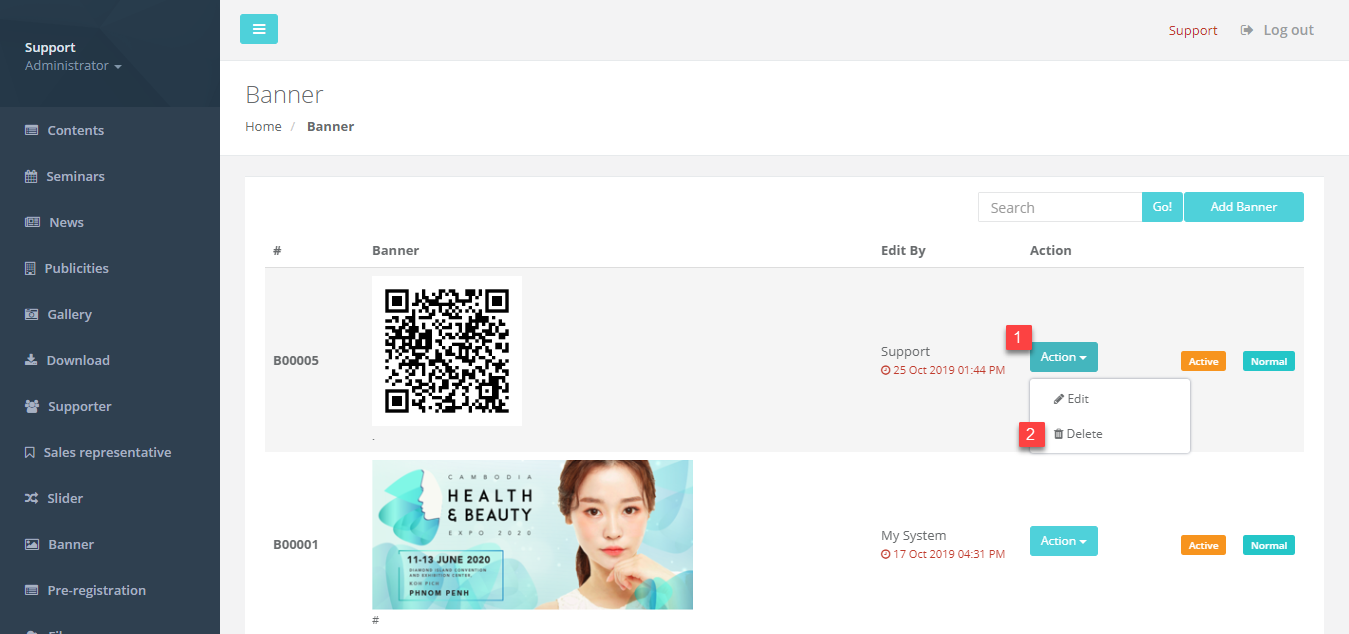 Support
Administrator
Support
Log out
Contents
Seminars
News
Publicities
Gallery
Download
Supporter
Sales representative
Slider
Banner
Pre-registration
Banner
Home / Banner
Search
Go!
Add Banner
# Banner Edit By Action
B00005
.
Support
25 Oct 2019 01:44 PM
1
Action
Active
Normal
Edit
2
Delete
B00001
CAMBODIA
HEALTH
& BEAUTY
EXPO 2020
11-13 JUNE 2020
DIAMOND ISLAND CONVENTION
AND EXHIBITION CENTER,
KOH PICH
PHNOM PENH
#
My System
17 Oct 2019 04:31 PM
Action
Active
Normal